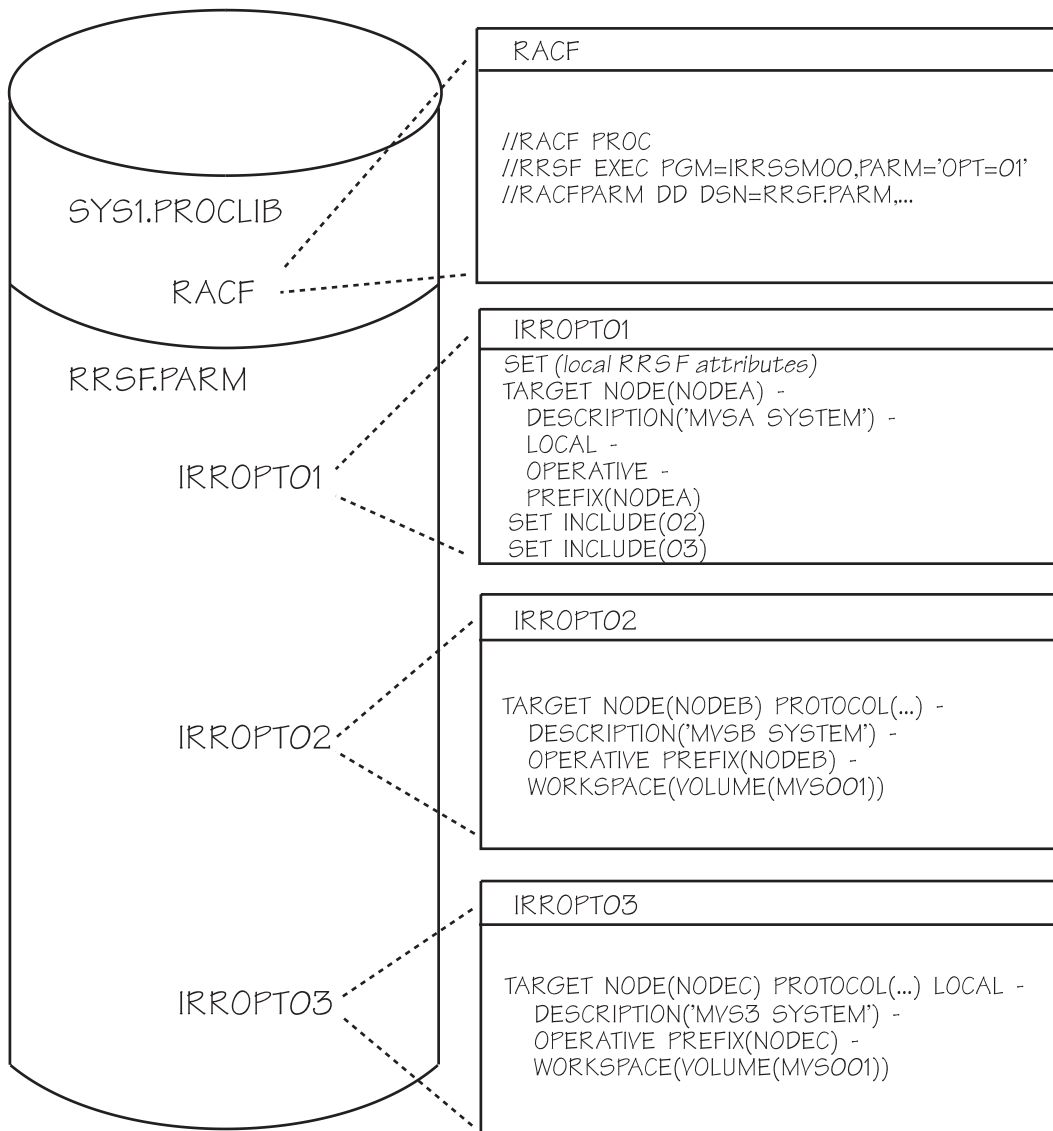 SYS1.PROCLIB
RACF
RRSF.PARM
IRROPT01
IRROPT02
IRROPT03
RACF
//RACF PROC
//RRSF EXEC PGM=IRRSSM00,PARM='OPT=01'
//RACFPARM DD DSN=RRSF.PARM,...
IRROPT01
SET (local RRSF attributes)
TARGET NODE(NODEA) -
DESCRIPTION('MVSA SYSTEM') -
LOCAL -
OPERATIVE -
PREFIX(NODEA)
SET INCLUDE(02)
SET INCLUDE(03)
IRROPT02
TARGET NODE(NODEB) PROTOCOL(...) -
DESCRIPTION('MVSB SYSTEM') -
OPERATIVE PREFIX(NODEB) -
WORKSPACE(VOLUME(MVS001))
IRROPT03
TARGET NODE(NODEC) PROTOCOL(...) LOCAL -
DESCRIPTION('MVS3 SYSTEM') -
OPERATIVE PREFIX(NODEC) -
WORKSPACE(VOLUME(MVS001))